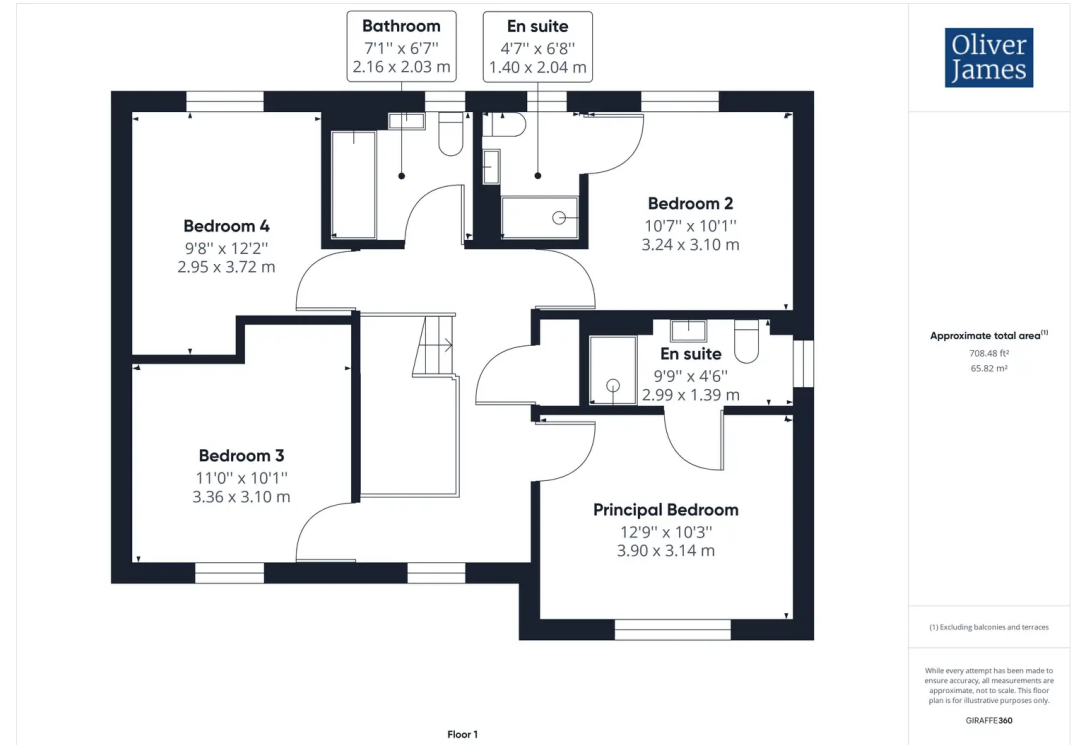 Bathroom
7'1'' x 6'7''
2.16 x 2.03 m
En suite
4'7'' x 6'8''
1.40 x 2.04 m
Bedroom 4
9'8'' x 12'2''
2.95 x 3.72 m
Bedroom 2
10'7'' x 10'1''
3.24 x 3.10 m
En suite
9'9'' x 4'6''
2.99 x 1.39 m
Bedroom 3
11'0'' x 10'1''
3.36 x 3.10 m
Principal Bedroom
12'9'' x 10'3''
3.90 x 3.14 m
Floor 1
Oliver
James
Approximate total area(1)
708.48 ft²
65.82 m²
(1) Excluding balconies and terraces
While every attempt has been made to
ensure accuracy, all measurements are
approximate, not to scale. This floor
plan is for illustrative purposes only.
GIRAFFE360